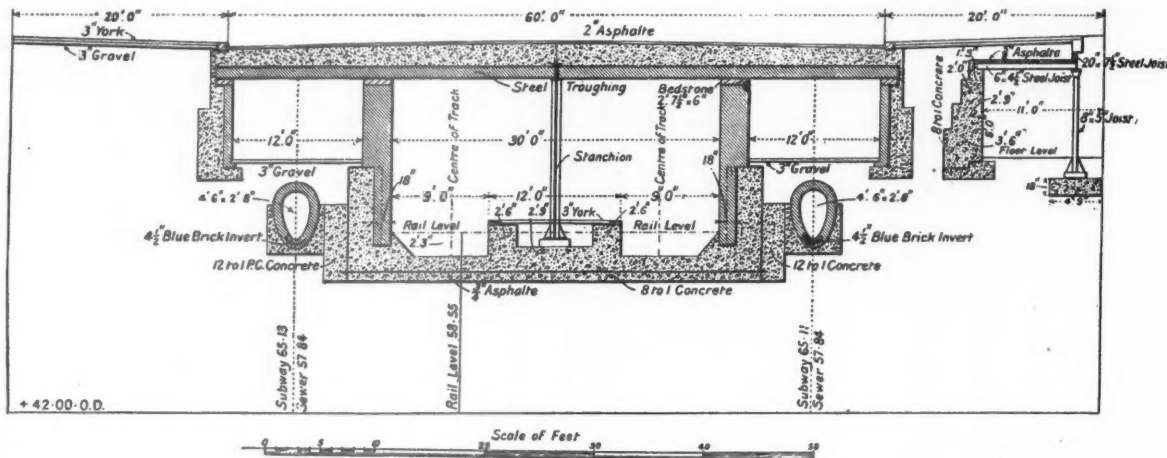 20'. 0" 60'. 0" 20'. 0"
3" York
3" Gravel
2" Asphalte
Steel Troughing
Bedstone
2'. 7½" × 6"
12'. 0" 30'. 0" 12'. 0"
Centre of Track
Centre of Track
Stanchion
3" Gravel
3" Gravel
18"
18"
9'. 0" 12'. 0" 9'. 0"
2'6" 2'. 9" 3" York 2'. 6"
Rail Level
Rail Level
2'. 3"
4'. 6" × 2'. 8"
4'. 6" × 2'. 8"
4½" Blue Brick Invert
4½" Blue Brick Invert
12 to 1 P.C. Concrete
12 to 1 Concrete
¾" Asphalte
8 to 1 Concrete
8 to 1 Concrete
1'. 3"
2'. 0"
Asphalte
20" × 7½" Steel Joist
6" × 4½" Steel Joist
2'. 9"
11'. 0"
8" × 5" Joist
6'. 0"
3'. 6"
Floor Level
18"
4'. 9"
Subway 65·13
Sewer 57·84
Rail Level 58·55
Subway 65·11
Sewer 57·84
+ 42·00·O.D.
Scale of Feet
0 5 10 20 30 40 50